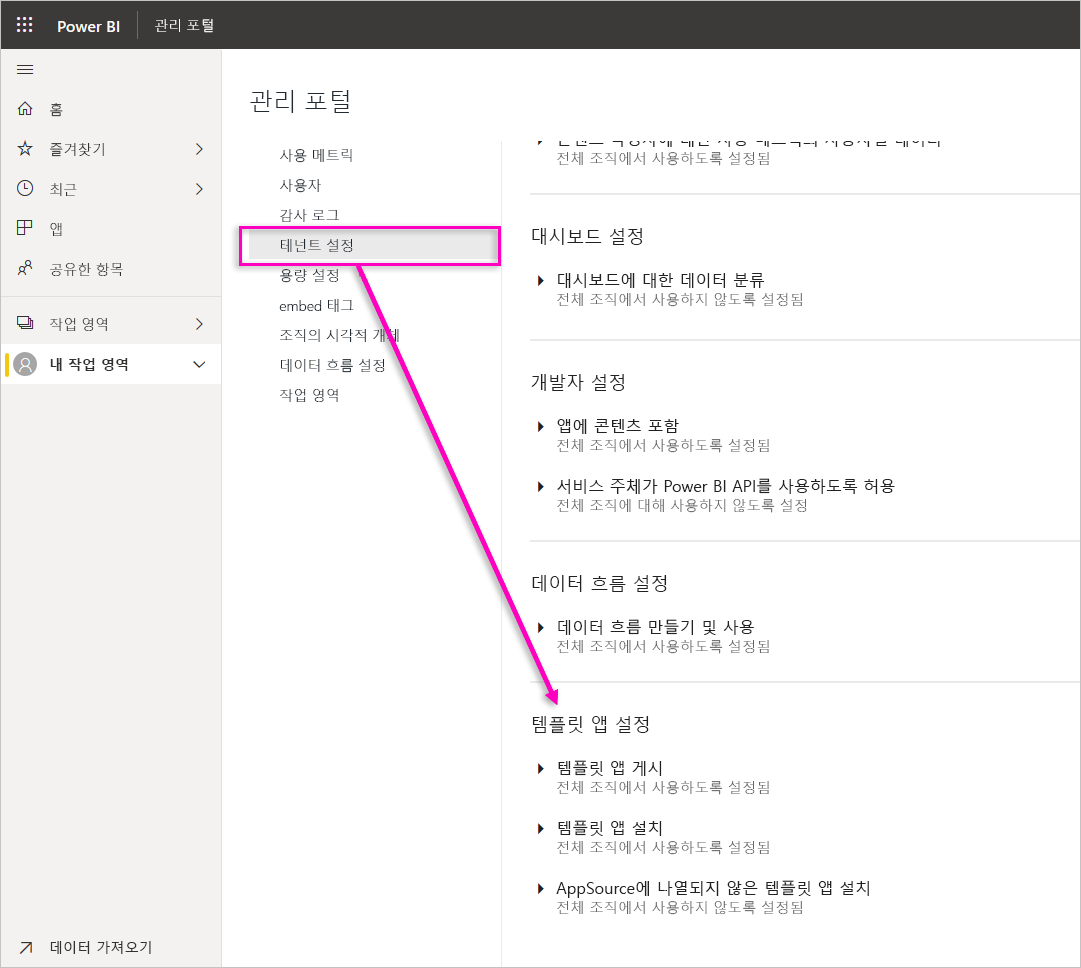 Power BI
관리 포털
홈
즐겨찾기
최근
앱
공유한 항목
작업 영역
내 작업 영역
데이터 가져오기
관리 포털
사용 메트릭
사용자
감사 로그
테넌트 설정
용량 설정
embed 태그
조직의 시각적 개체
데이터 흐름 설정
작업 영역
전체 조직에서 사용하도록 설정됨
대시보드 설정
대시보드에 대한 데이터 분류
전체 조직에서 사용하지 않도록 설정됨
개발자 설정
앱에 콘텐츠 포함
전체 조직에서 사용하도록 설정됨
서비스 주체가 Power BI API를 사용하도록 허용
전체 조직에 대해 사용하지 않도록 설정
데이터 흐름 설정
데이터 흐름 만들기 및 사용
전체 조직에서 사용하도록 설정됨
템플릿 앱 설정
템플릿 앱 게시
전체 조직에서 사용하도록 설정됨
템플릿 앱 설치
전체 조직에서 사용하도록 설정됨
AppSource에 나열되지 않은 템플릿 앱 설치
전체 조직에서 사용하지 않도록 설정됨